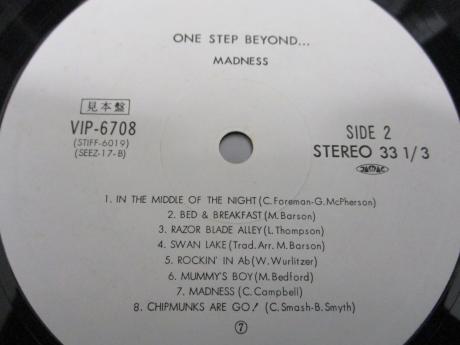 ONE STEP BEYOND...
MADNESS
見本盤
VIP-6708
(STIFF-6019)
(SEEZ-17-B)
SIDE 2
STEREO 33 1/3
1. IN THE MIDDLE OF THE NIGHT (C. Foreman-G. McPherson)
2. BED & BREAKFAST (M. Barson)
3. RAZOR BLADE ALLEY (L. Thompson)
4. SWAN LAKE (Trad. Arr. M. Barson)
5. ROCKIN' IN Ab (W. Wurlitzer)
6. MUMMY'S BOY (M. Bedford)
7. MADNESS (C. Campbell)
8. CHIPMUNKS ARE GO! (C. Smash-B. Smyth)
⑦